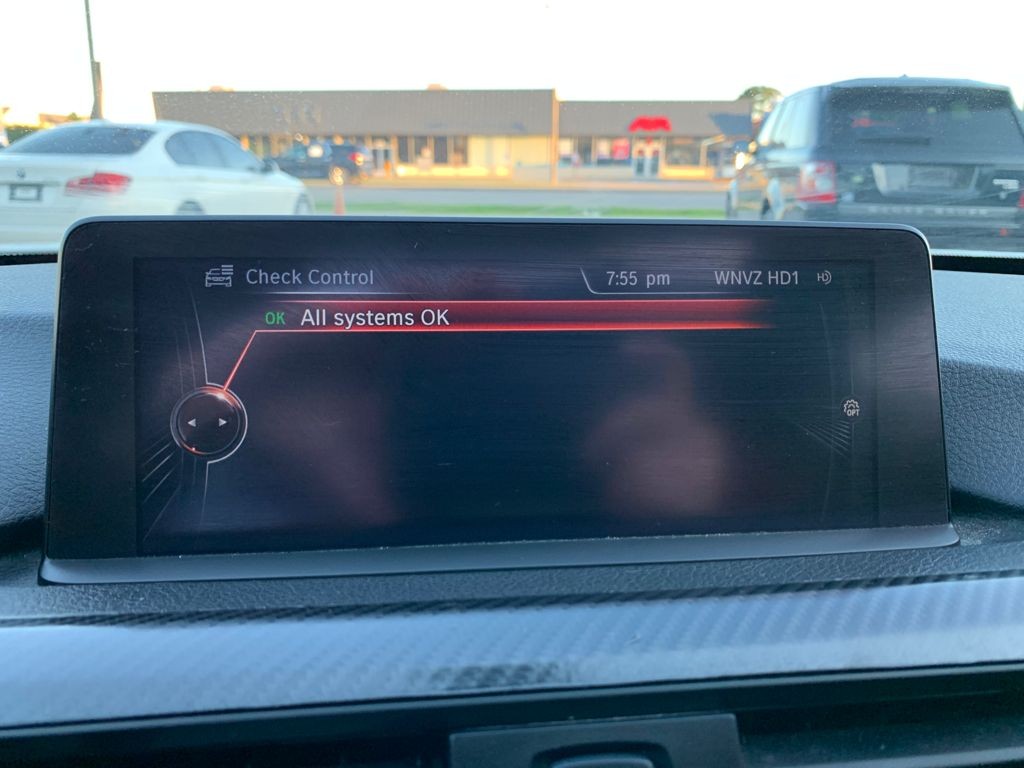 Check Control
7:55 pm
WNVZ HD1
OK All systems OK
OPT